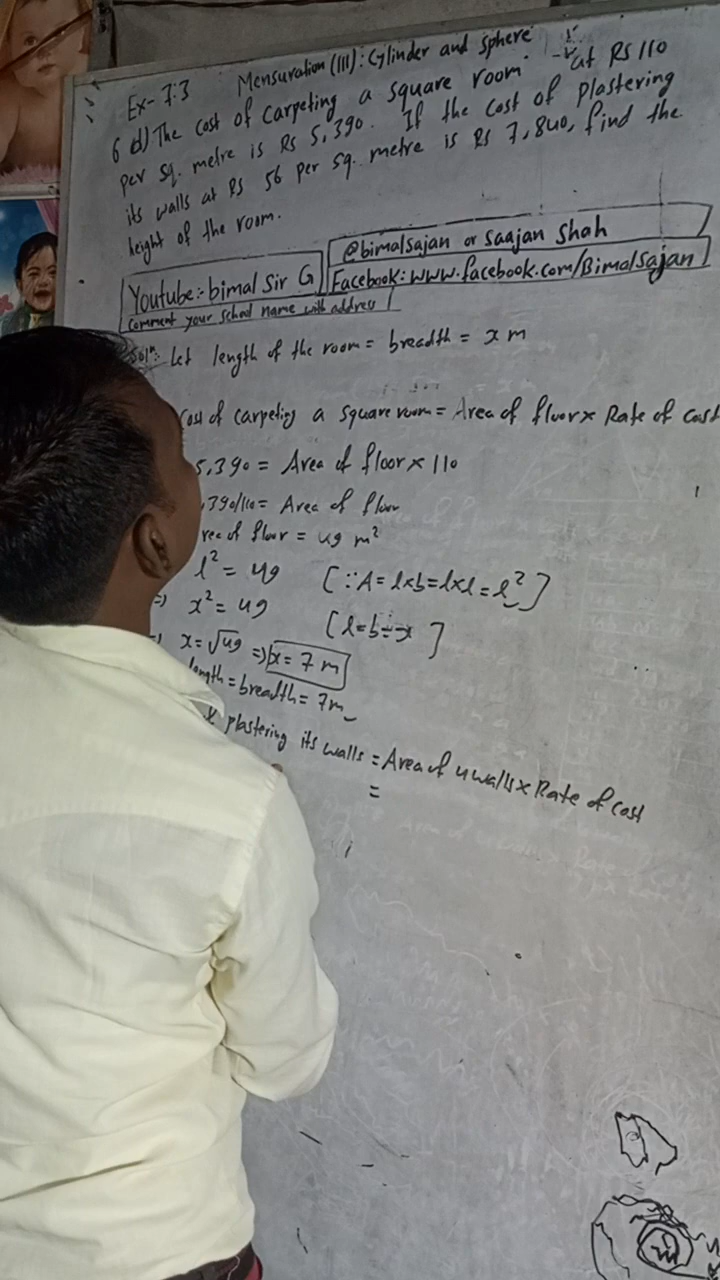 Ex- 7.3 Mensuration (III): Cylinder and Sphere
6 d) The cost of carpeting a square room at RS 110
per sq. metre is Rs 5,390. If the cost of plastering
its walls at Rs 56 per sq. metre is Rs 7,840, find the
height of the room.
@bimalsajan or Saajan Shah
Youtube:- bimal Sir G
Facebook: www.facebook.com/BimalSajan
Comment your school name with address
Solⁿ: Let length of the room = breadth = x m
Cost of carpeting a square room = Area of floor x Rate of cost
5,390 = Area of floor x 110
,390/110 = Area of floor
rea of floor = 49 m²
l² = 49 [∵ A = l×b = l×l = l²]
=) x² = 49 [l=b=x]
=) x = √49 =) x = 7 m
length = breadth = 7m
plastering its walls = Area of 4 walls x Rate of cost
=